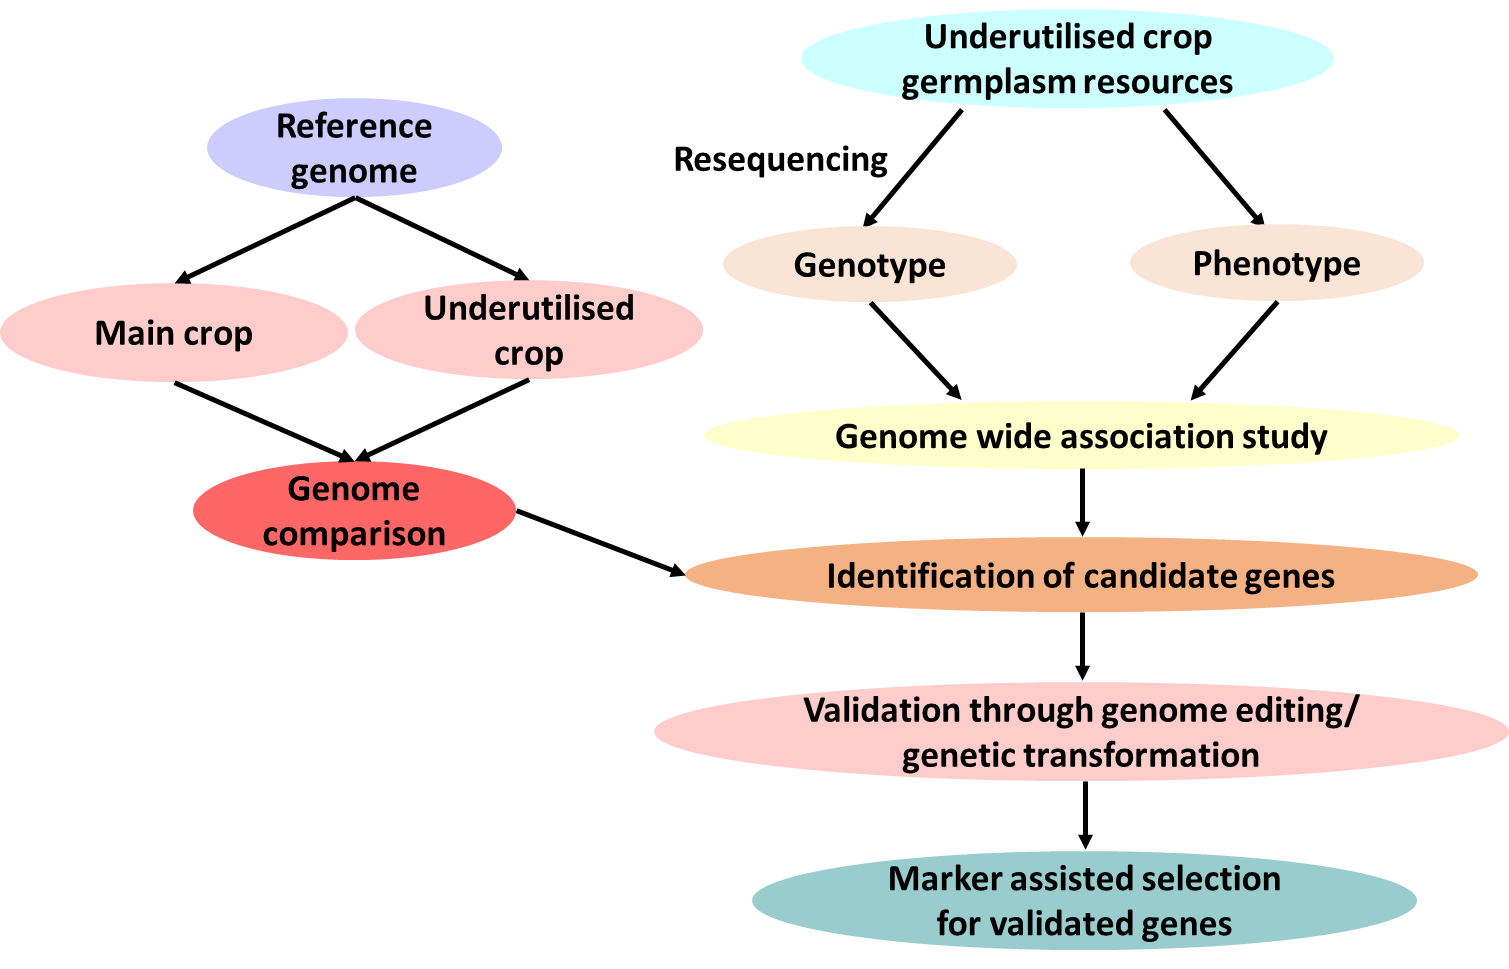 Underutilised crop
germplasm resources
Reference
genome
Resequencing
Genotype
Phenotype
Main crop
Underutilised
crop
Genome wide association study
Genome
comparison
Identification of candidate genes
Validation through genome editing/
genetic transformation
Marker assisted selection
for validated genes